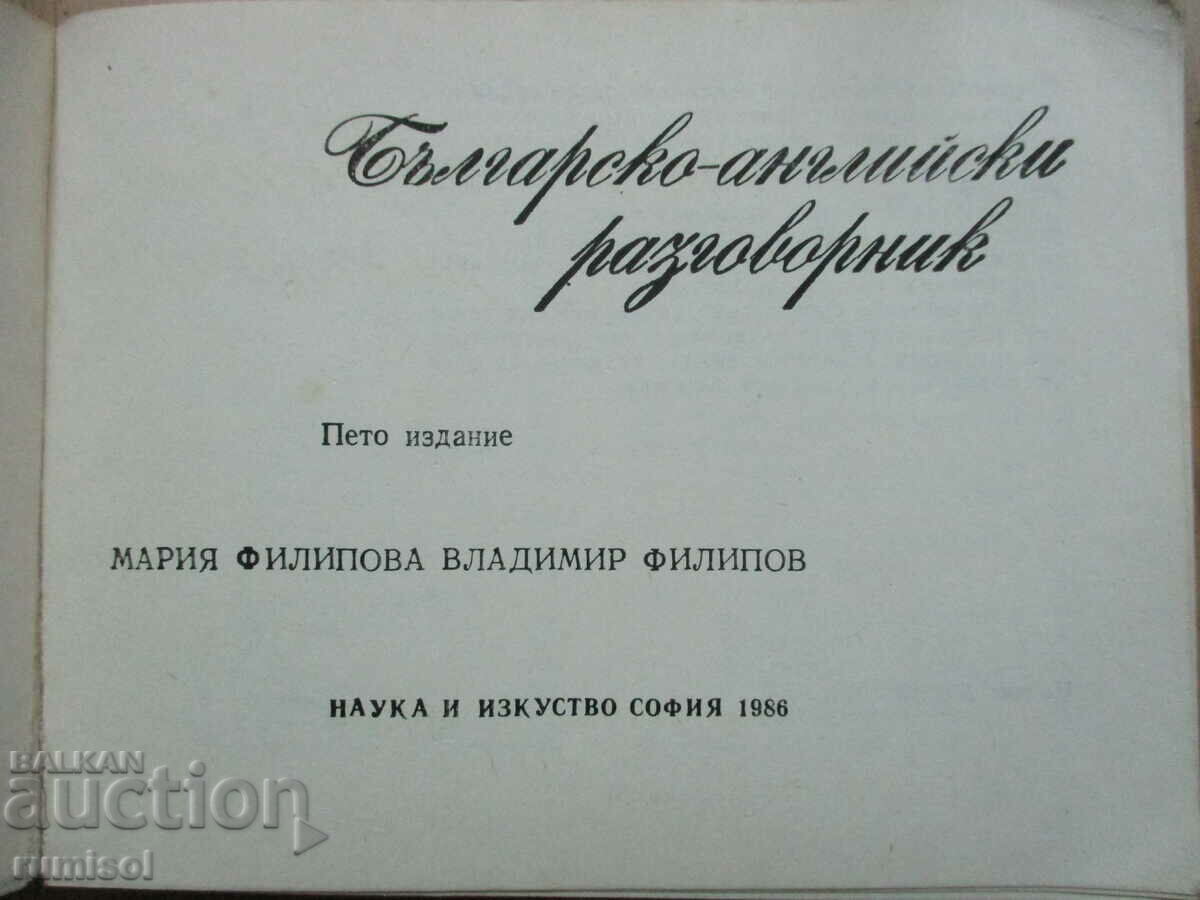 Българско-английски
разговорник
Пето издание
МАРИЯ ФИЛИПОВА ВЛАДИМИР ФИЛИПОВ
НАУКА И ИЗКУСТВО СОФИЯ 1986
BALKAN
auction
rumisol